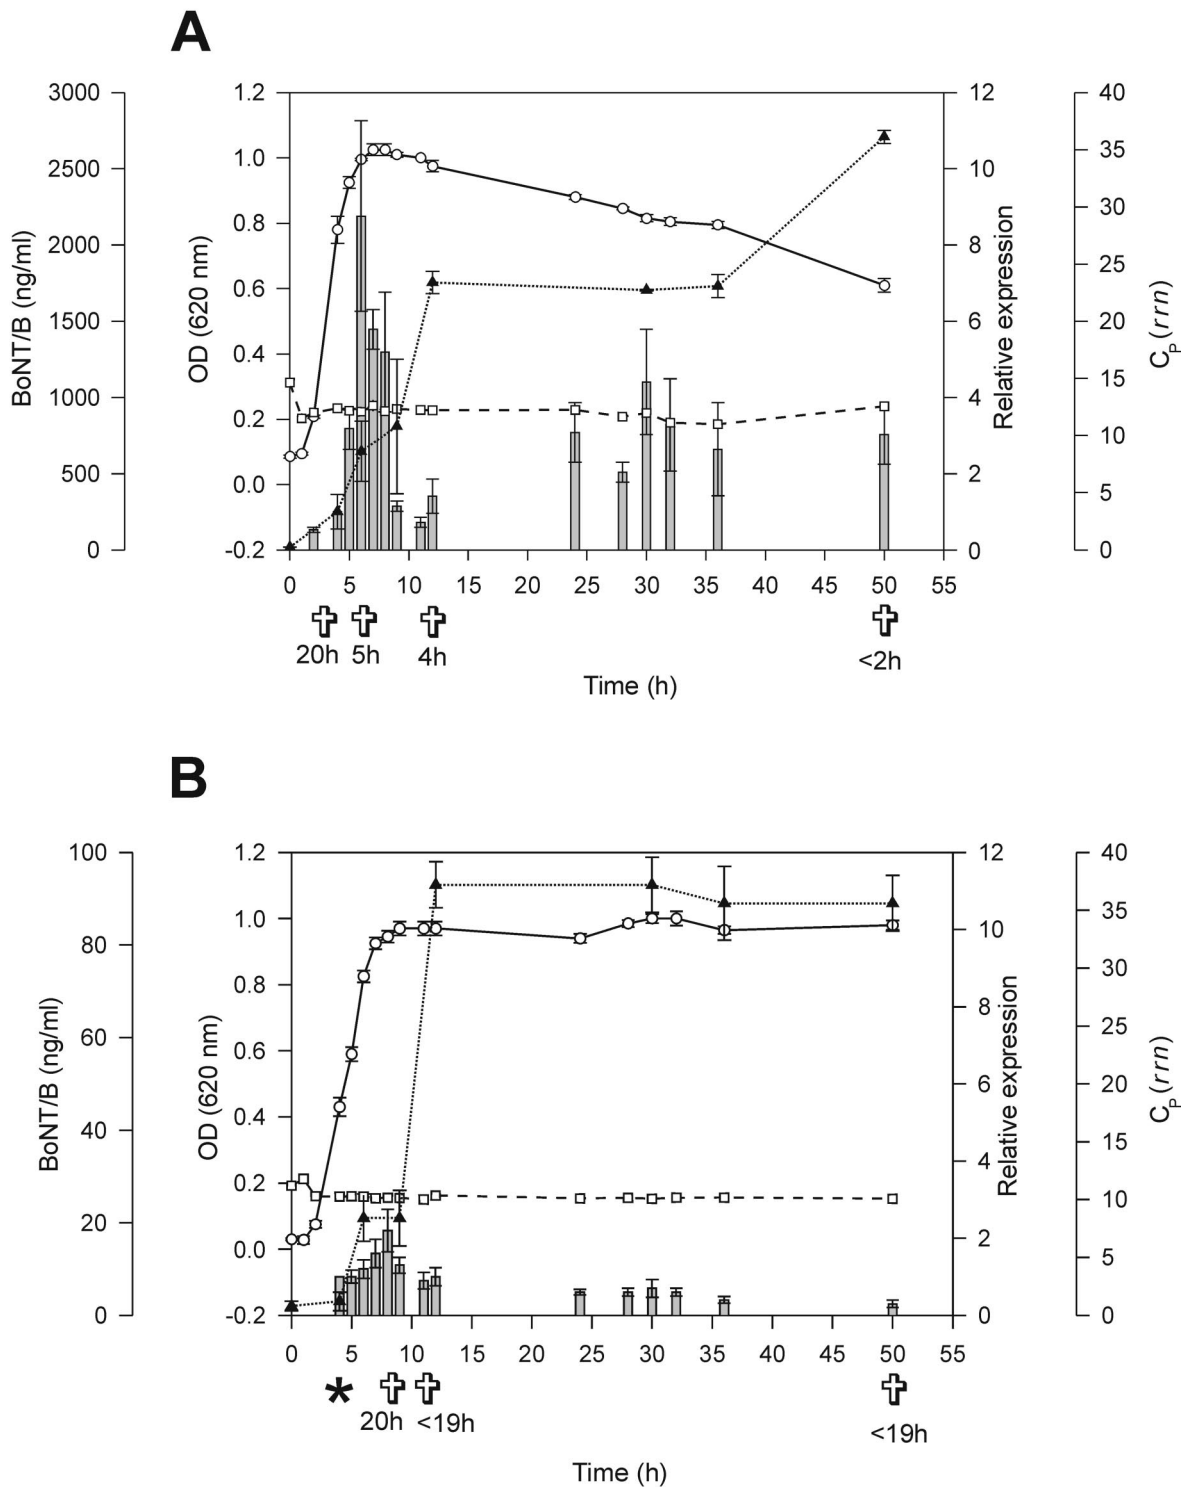 A
3000 1.2 12 40
2500 1.0 10 35
30
2000 0.8 8
0.6 25
1500 6 20
0.4
1000 4 15
0.2 10
500 0.0 2 5
0 -0.2 0 0
BoNT/B (ng/ml)
OD (620 nm)
Relative expression
CP (rrn)
0 5 10 15 20 25 30 35 40 45 50 55
20h 5h 4h <2h
Time (h)
B
100 1.2 12 40
1.0 35
80 10
0.8 30
60 8 25
0.6
6 20
40 0.4
4 15
0.2
20 10
0.0 2 5
0 -0.2 0 0
BoNT/B (ng/ml)
OD (620 nm)
Relative expression
CP (rrn)
0 5 10 15 20 25 30 35 40 45 50 55
*
20h <19h <19h
Time (h)